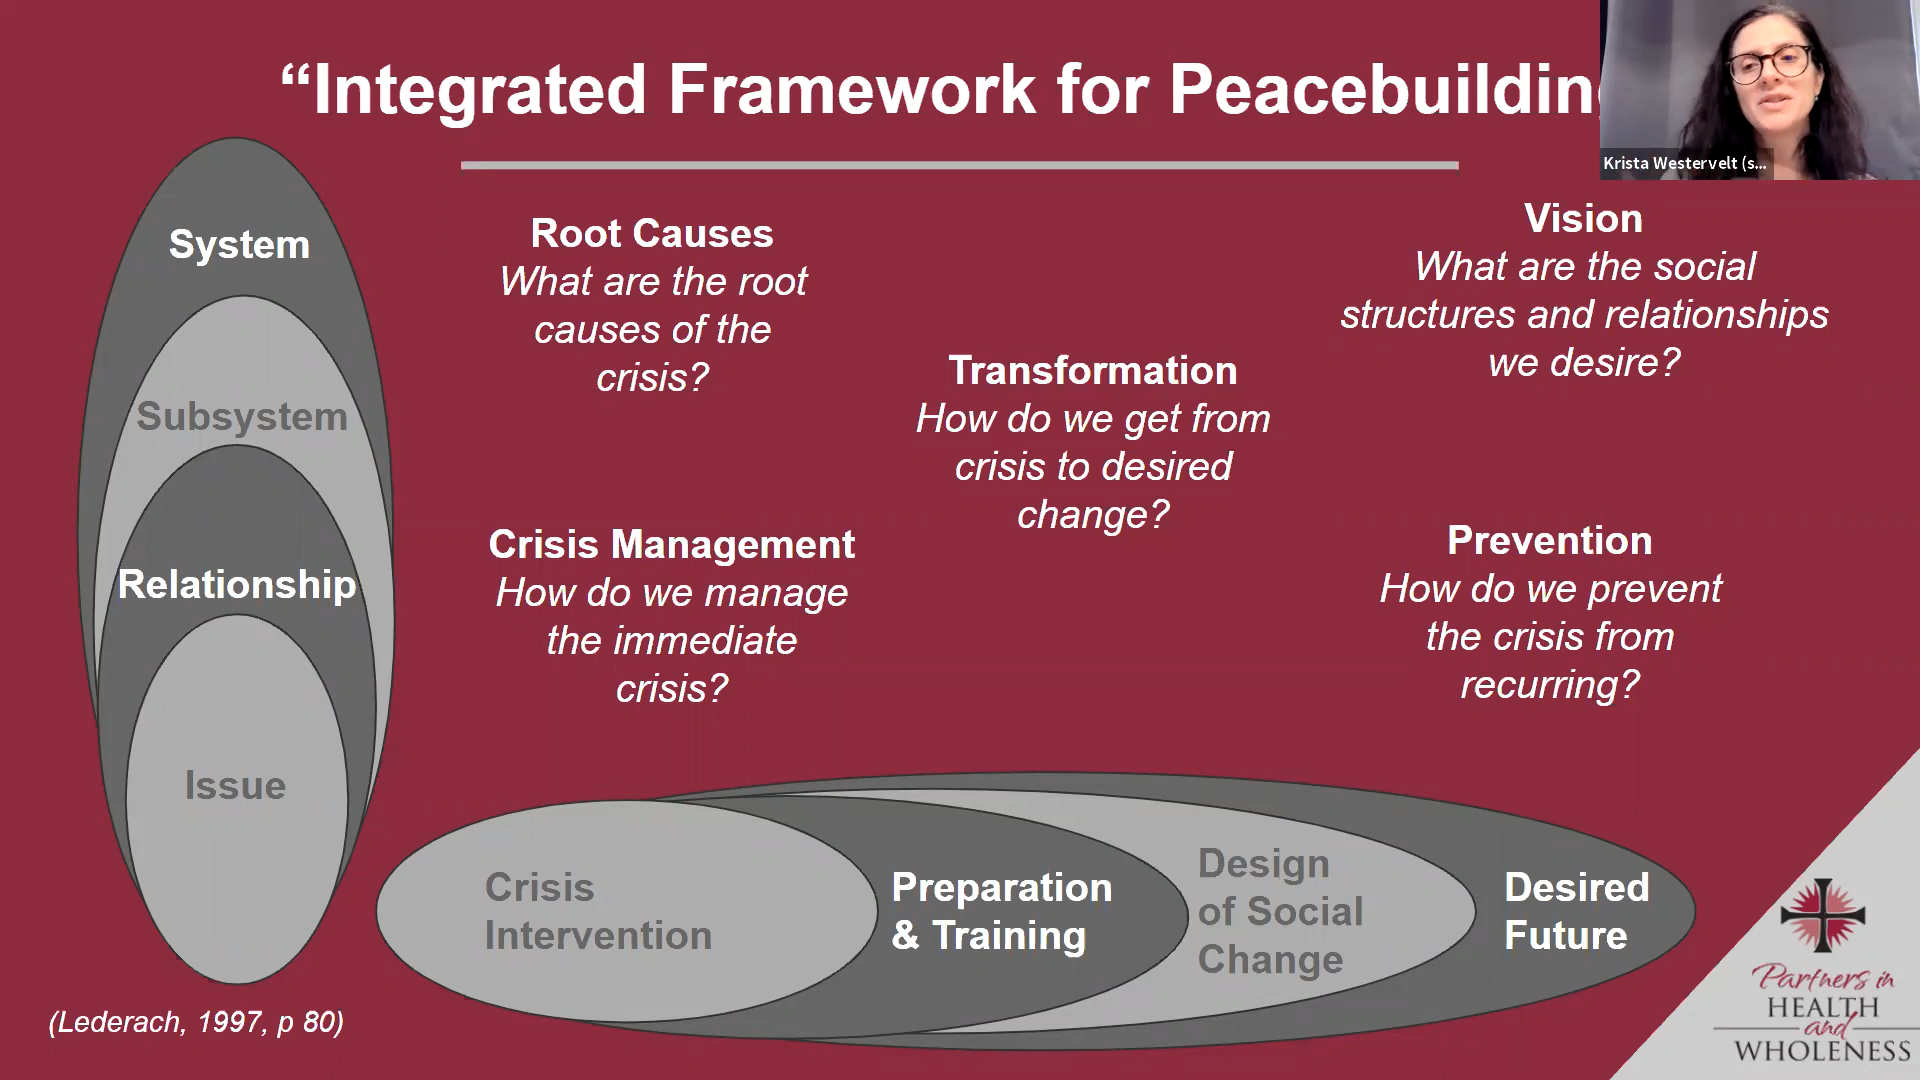 “Integrated Framework for Peacebuilding
Krista Westervelt (s...
System
Subsystem
Relationship
Issue
Root Causes
What are the root
causes of the
crisis?
Crisis Management
How do we manage
the immediate
crisis?
Transformation
How do we get from
crisis to desired
change?
Vision
What are the social
structures and relationships
we desire?
Prevention
How do we prevent
the crisis from
recurring?
Crisis
Intervention
Preparation
& Training
Design
of Social
Change
Desired
Future
(Lederach, 1997, p 80)
Partners in
HEALTH
and
WHOLENESS